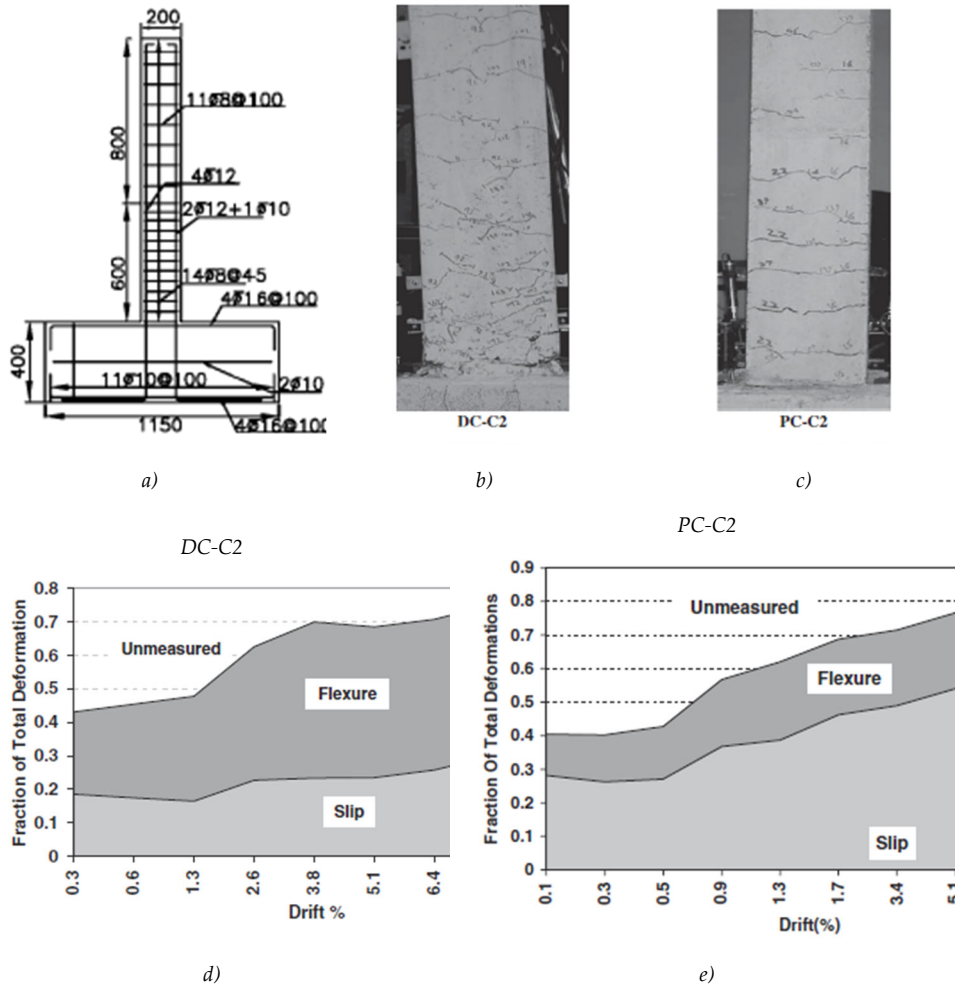 200
11ø8@100
800
4ø12
2ø12+1ø10
600
14ø8@45
4ø16@100
400
11ø10@100
2ø10
1150
4ø16@100
DC-C2
PC-C2
a)
b)
c)
DC-C2
PC-C2
0.8
0.7
0.6
0.5
0.4
0.3
0.2
0.1
0
Fraction of Total Deformation
Unmeasured
Flexure
Slip
0.3
0.6
1.3
2.6
3.8
5.1
6.4
Drift %
0.9
0.8
0.7
0.6
0.5
0.4
0.3
0.2
0.1
0
Fraction Of Total Deformations
Unmeasured
Flexure
Slip
0.1
0.3
0.5
0.9
1.3
1.7
3.4
5.1
Drift(%)
d)
e)